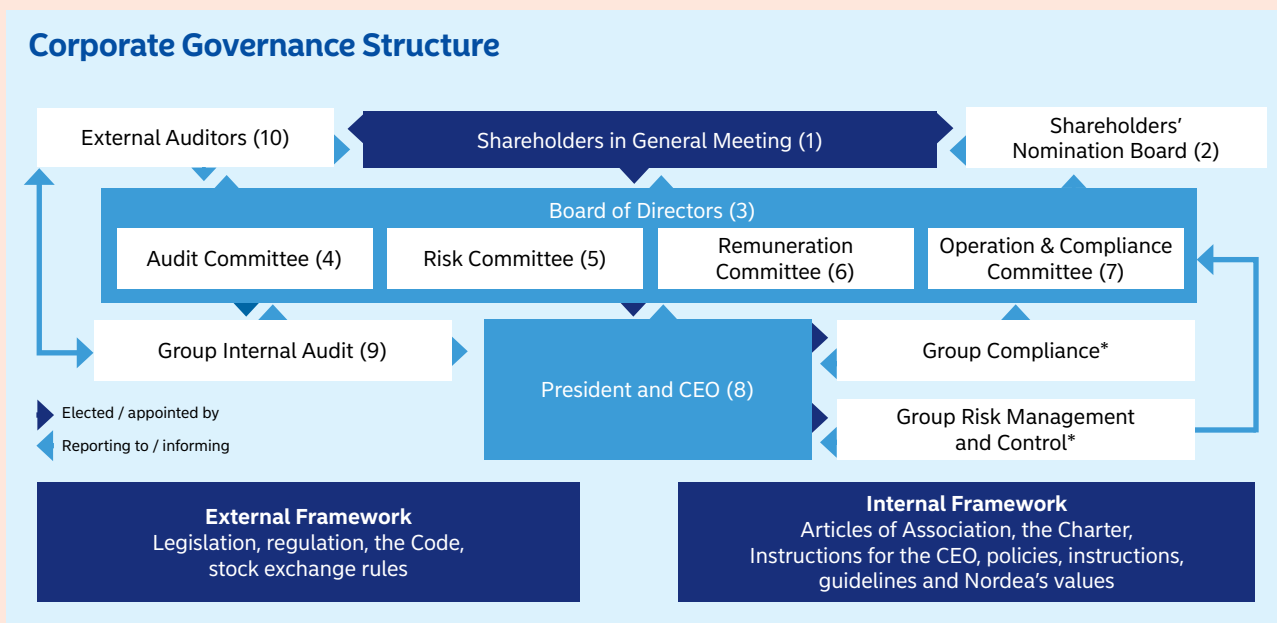 Corporate Governance Structure
External Auditors (10)
Shareholders in General Meeting (1)
Shareholders'
Nomination Board (2)
Board of Directors (3)
Audit Committee (4)
Risk Committee (5)
Remuneration
Committee (6)
Operation & Compliance
Committee (7)
Group Internal Audit (9)
President and CEO (8)
Group Compliance*
Group Risk Management
and Control*
Elected / appointed by
Reporting to / informing
External Framework
Legislation, regulation, the Code,
stock exchange rules
Internal Framework
Articles of Association, the Charter,
Instructions for the CEO, policies, instructions,
guidelines and Nordea's values